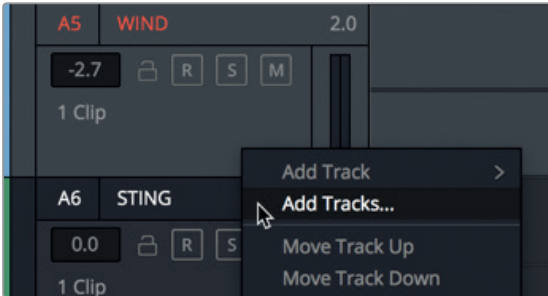 A5 WIND 2.0
-2.7 R S M
1 Clip
Add Track >
Add Tracks...
A6 STING
0.0 R S
Move Track Up
1 Clip
Move Track Down